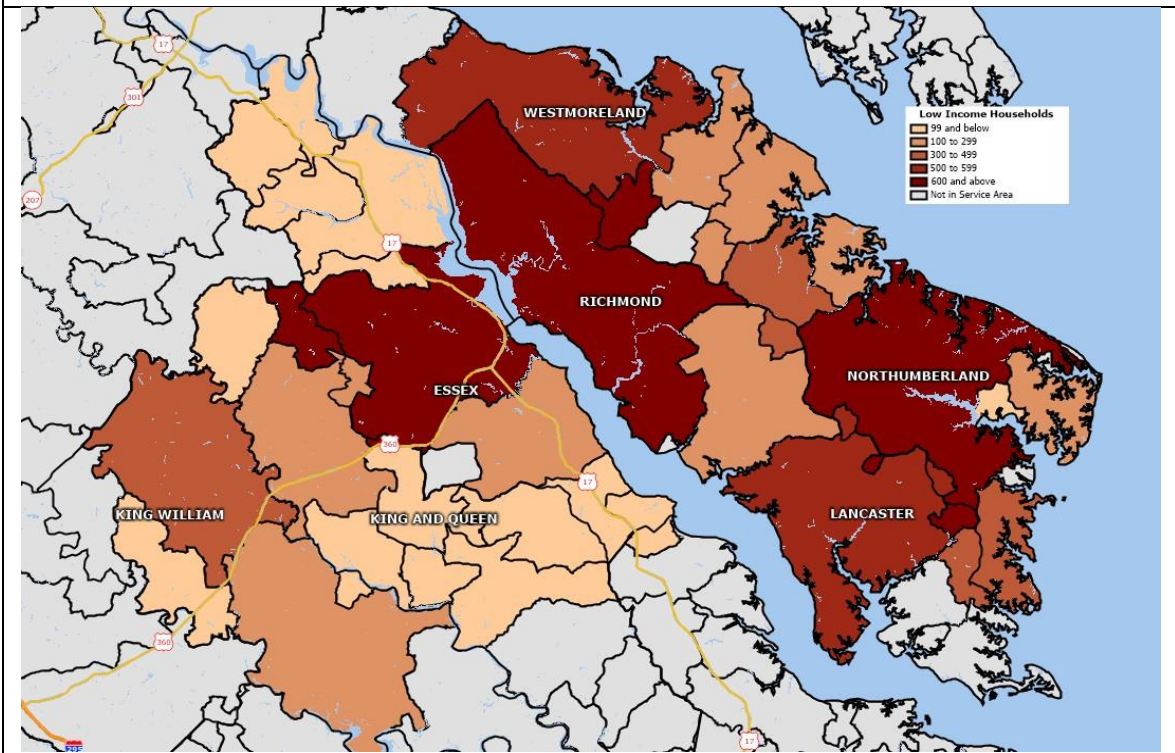 17
301
207
WESTMORELAND
Low Income Households
99 and below
100 to 299
300 to 499
500 to 599
600 and above
Not in Service Area
17
RICHMOND
ESSEX
NORTHUMBERLAND
360
17
KING WILLIAM
KING AND QUEEN
LANCASTER
360
17
295